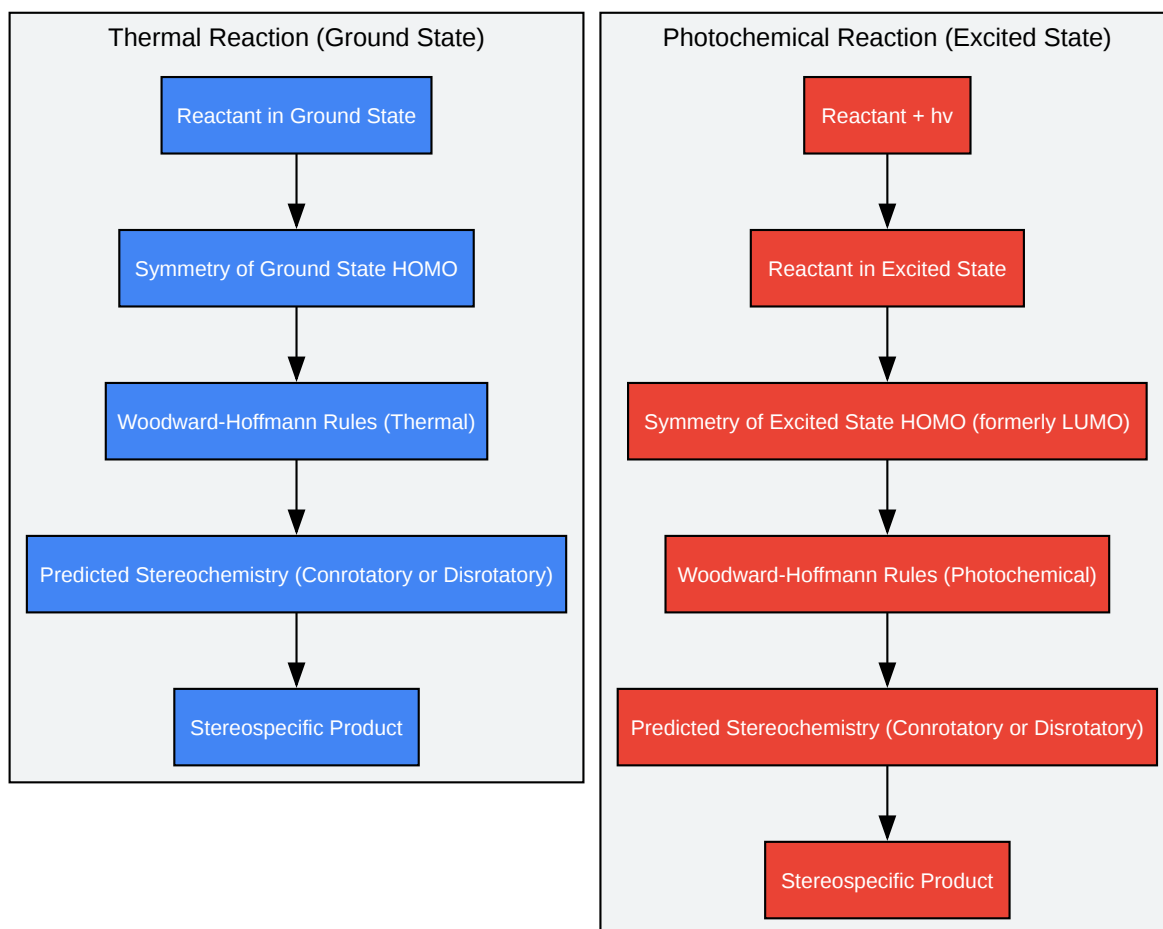 Thermal Reaction (Ground State)
Reactant in Ground State
Symmetry of Ground State HOMO
Woodward-Hoffmann Rules (Thermal)
Predicted Stereochemistry (Conrotatory or Disrotatory)
Stereospecific Product
Photochemical Reaction (Excited State)
Reactant + hv
Reactant in Excited State
Symmetry of Excited State HOMO (formerly LUMO)
Woodward-Hoffmann Rules (Photochemical)
Predicted Stereochemistry (Conrotatory or Disrotatory)
Stereospecific Product